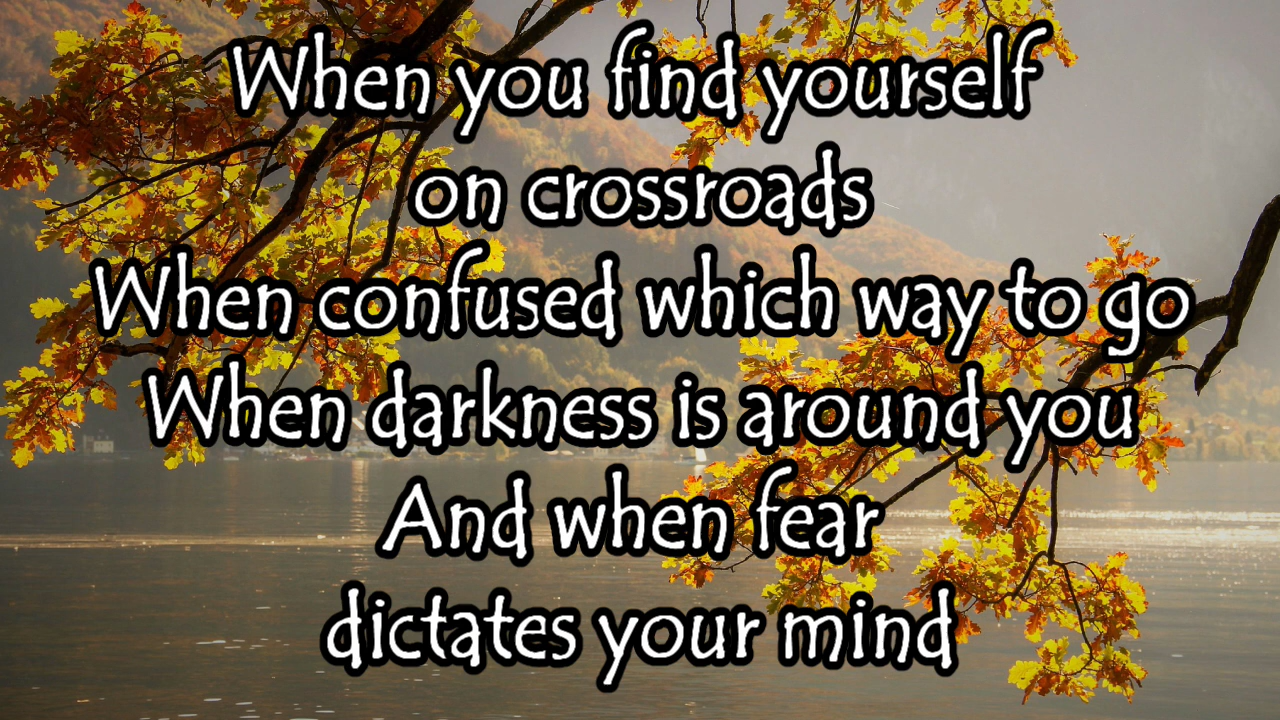 When you find yourself
on crossroads
When confused which way to go
When darkness is around you
And when fear
dictates your mind